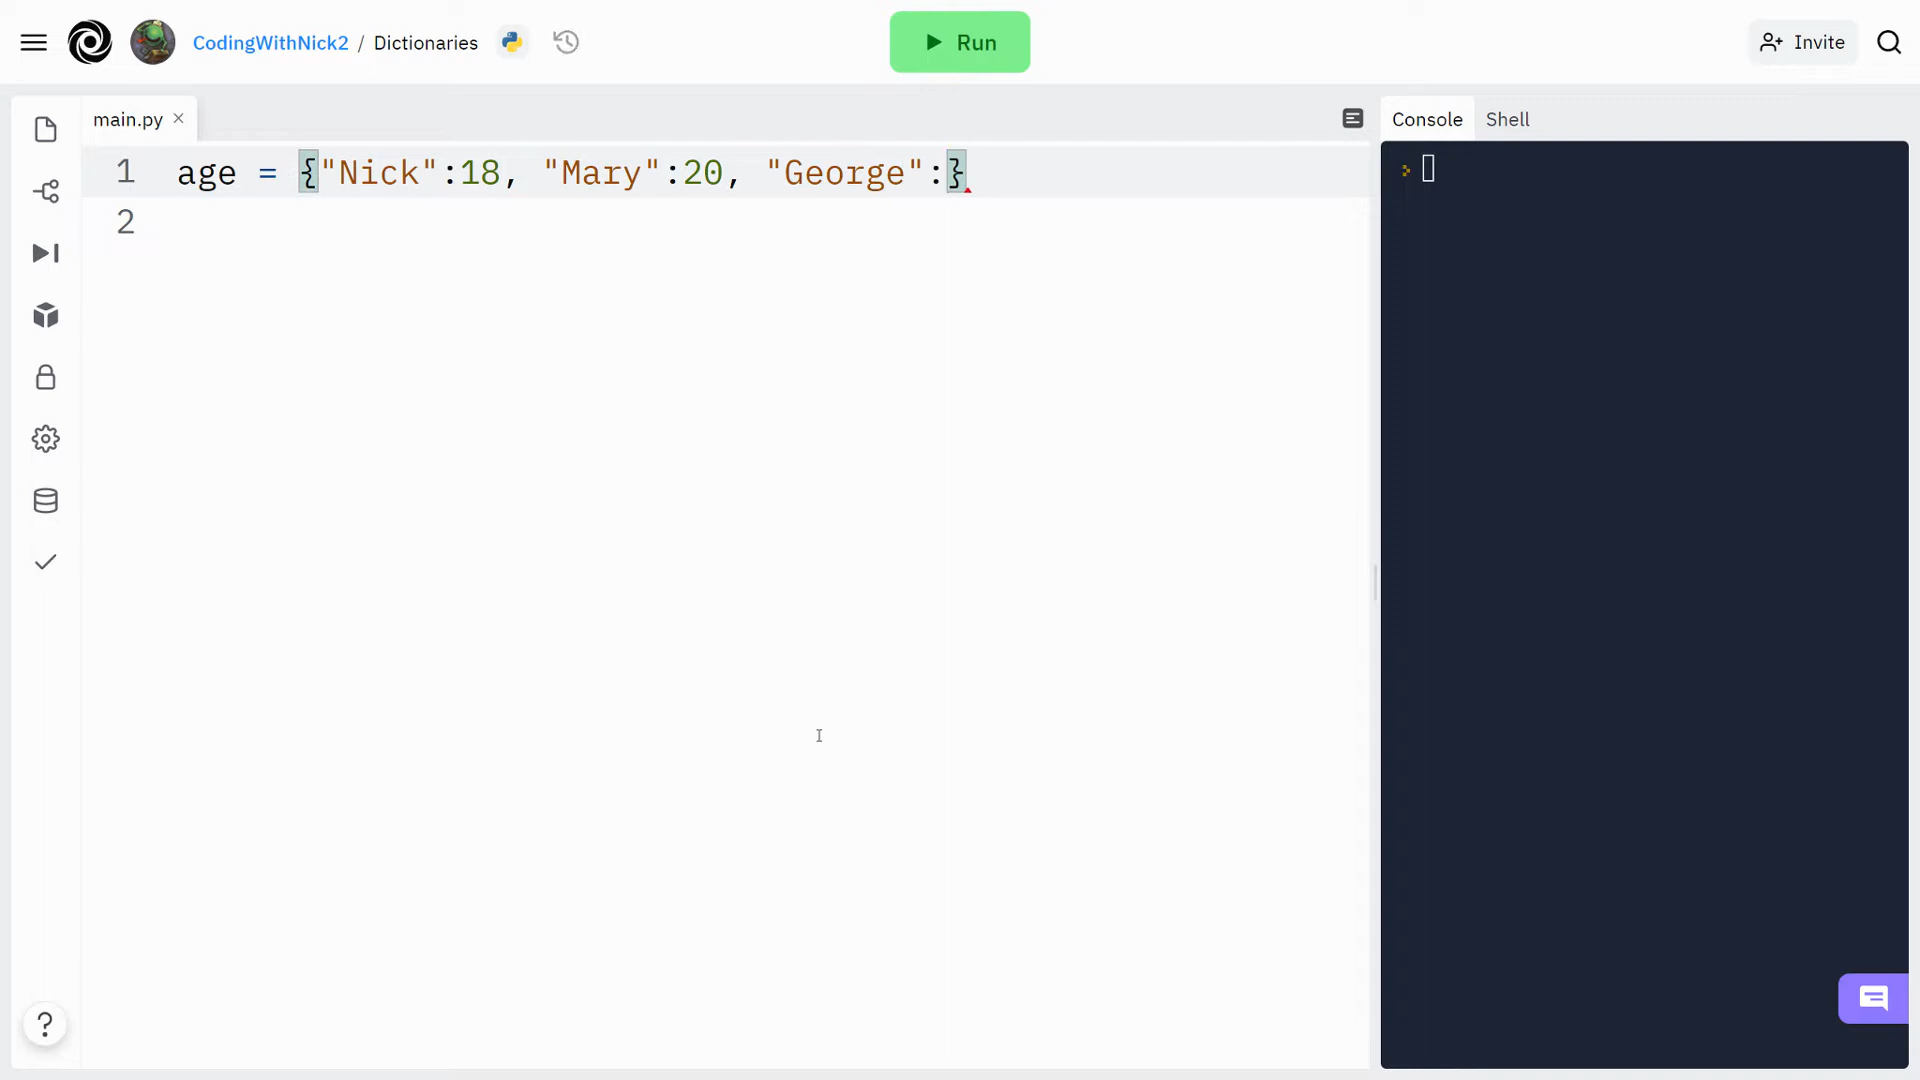 CodingWithNick2 / Dictionaries
Run
Invite
main.py
Console
Shell
1 age = {"Nick":18, "Mary":20, "George":}
2
?